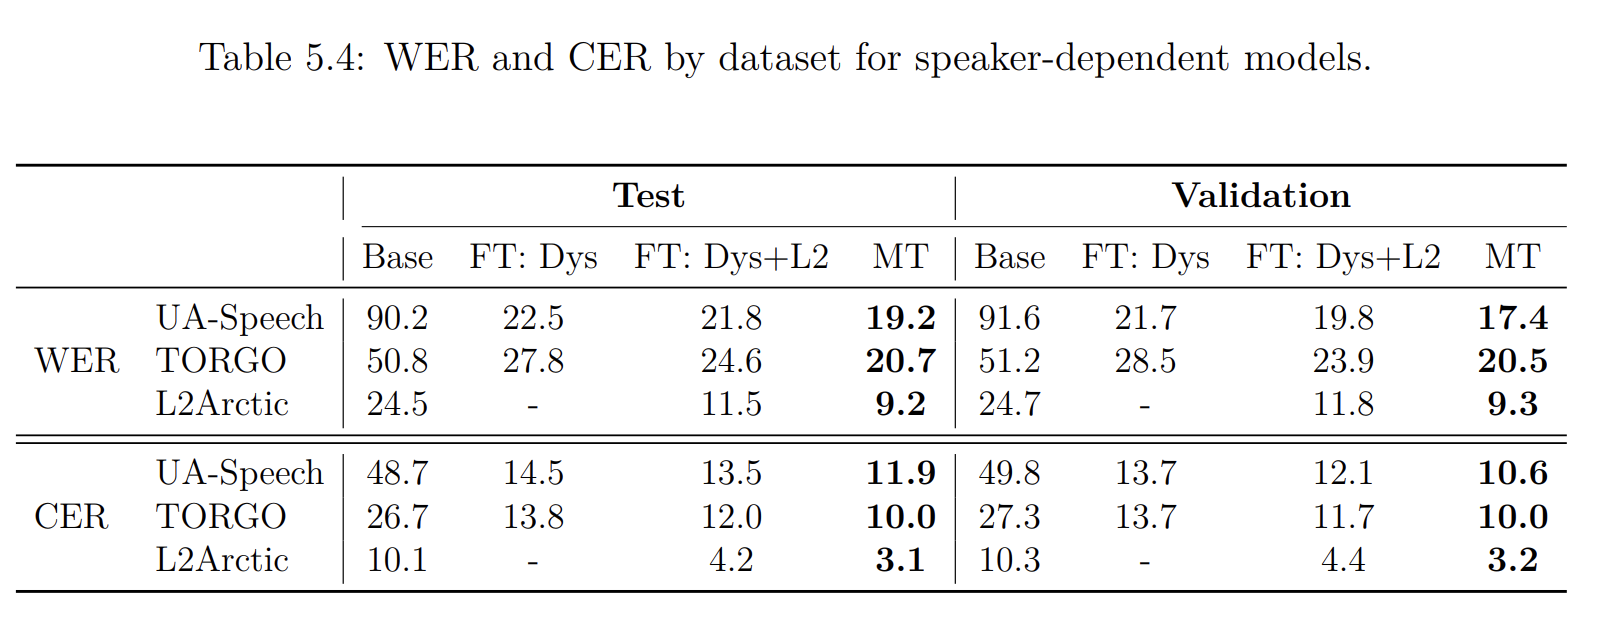 Table 5.4: WER and CER by dataset for speaker-dependent models.
Test Validation
Base FT: Dys FT: Dys+L2 MT Base FT: Dys FT: Dys+L2 MT
UA-Speech 90.2 22.5 21.8 19.2 91.6 21.7 19.8 17.4
WER TORGO 50.8 27.8 24.6 20.7 51.2 28.5 23.9 20.5
L2Arctic 24.5 - 11.5 9.2 24.7 - 11.8 9.3
UA-Speech 48.7 14.5 13.5 11.9 49.8 13.7 12.1 10.6
CER TORGO 26.7 13.8 12.0 10.0 27.3 13.7 11.7 10.0
L2Arctic 10.1 - 4.2 3.1 10.3 - 4.4 3.2